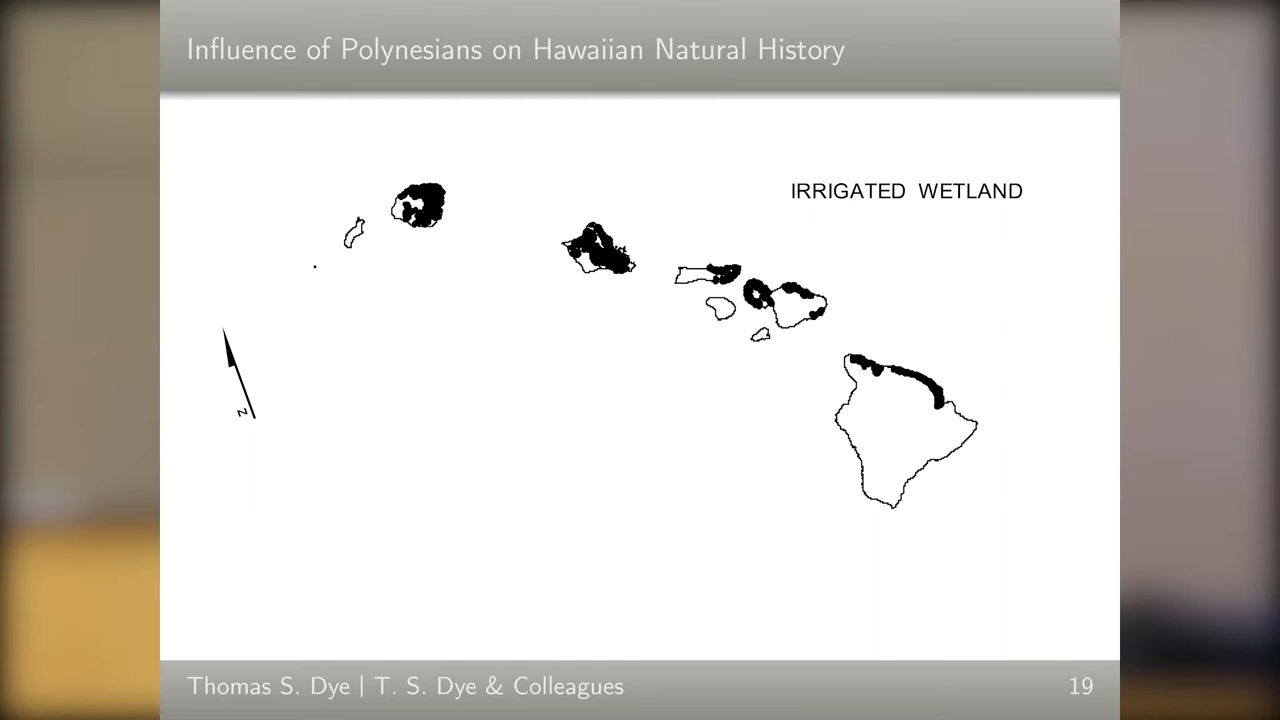 Influence of Polynesians on Hawaiian Natural History
IRRIGATED WETLAND
N
Thomas S. Dye | T. S. Dye & Colleagues
19